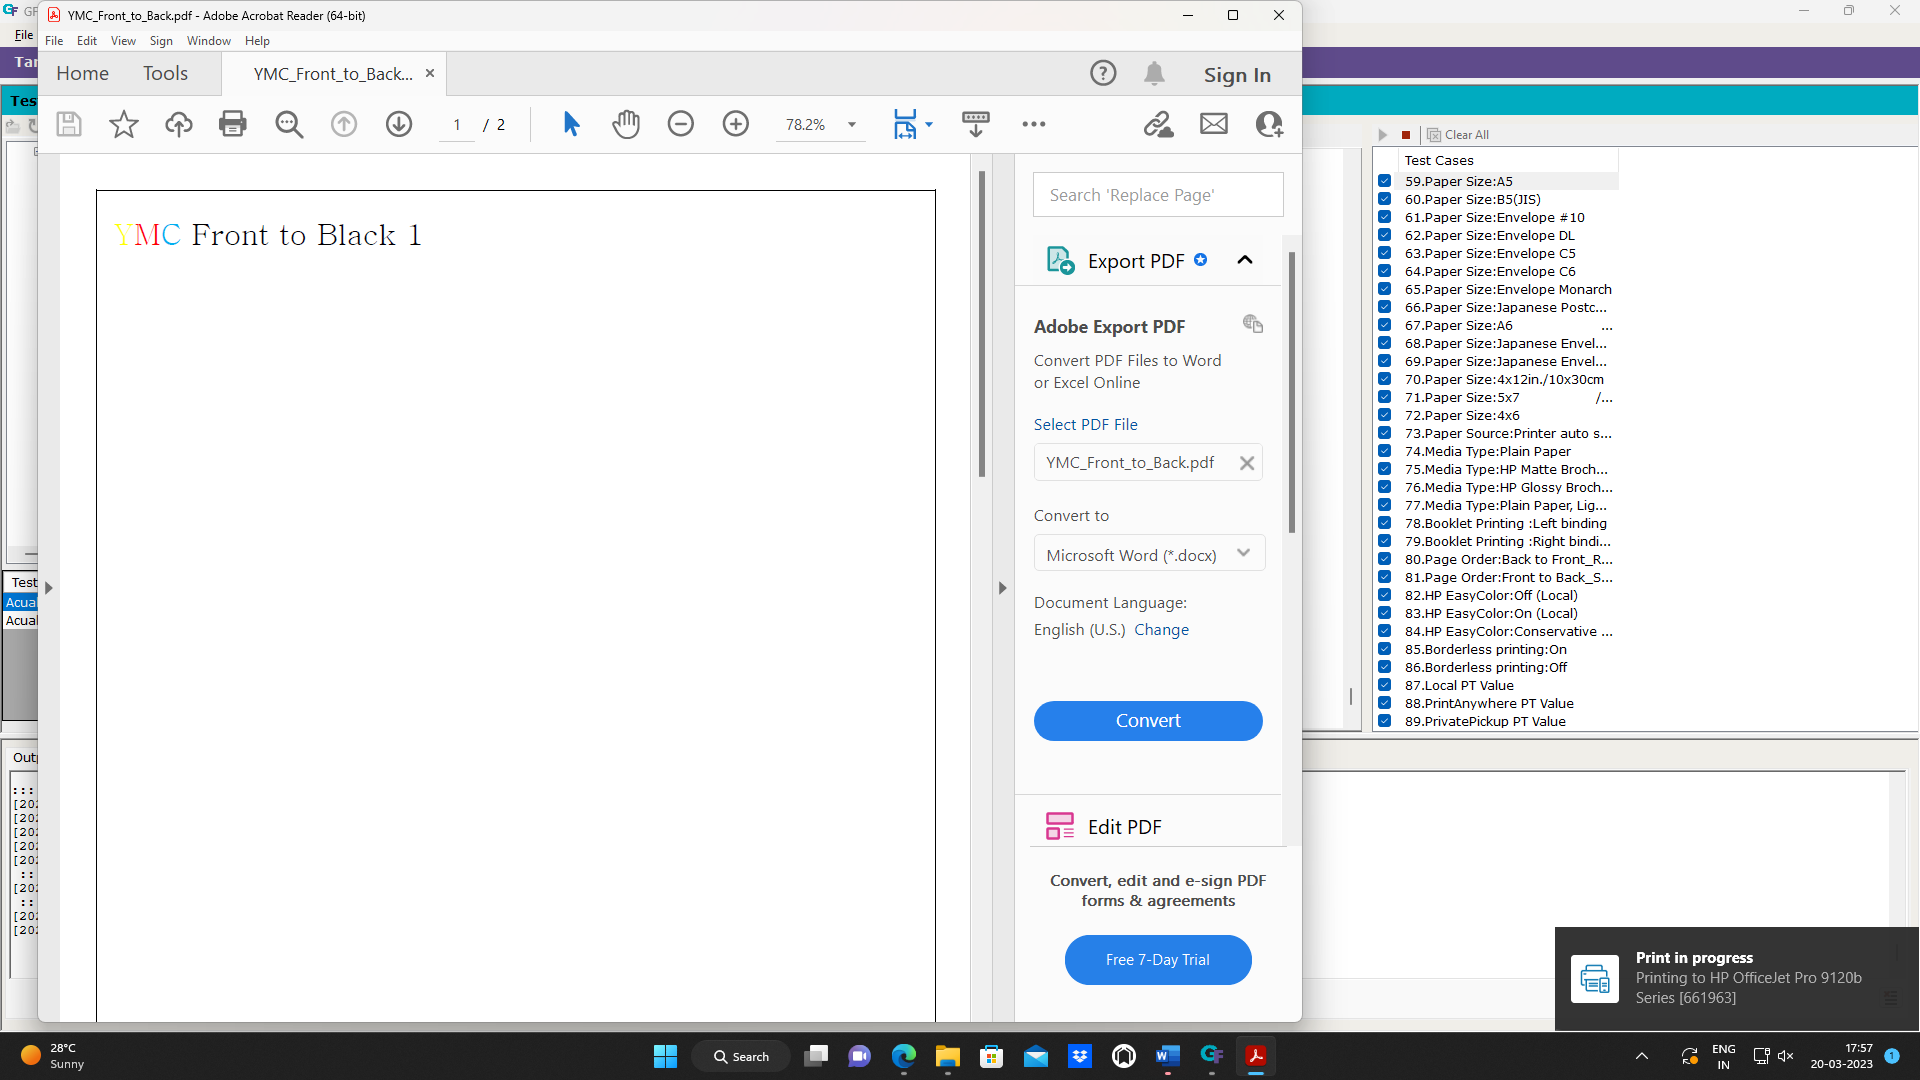 GF
YMC_Front_to_Back.pdf - Adobe Acrobat Reader (64-bit)
File
File Edit View Sign Window Help
Tar
Home Tools YMC_Front_to_Back... × Sign In
Tes
1 / 2 78.2%
Clear All
Test Cases
59.Paper Size:A5
60.Paper Size:B5(JIS)
61.Paper Size:Envelope #10
62.Paper Size:Envelope DL
63.Paper Size:Envelope C5
64.Paper Size:Envelope C6
65.Paper Size:Envelope Monarch
66.Paper Size:Japanese Postc...
67.Paper Size:A6 ...
68.Paper Size:Japanese Envel...
69.Paper Size:Japanese Envel...
70.Paper Size:4x12in./10x30cm
71.Paper Size:5x7 /...
72.Paper Size:4x6
73.Paper Source:Printer auto s...
74.Media Type:Plain Paper
75.Media Type:HP Matte Broch...
76.Media Type:HP Glossy Broch...
77.Media Type:Plain Paper, Lig...
78.Booklet Printing :Left binding
79.Booklet Printing :Right bindi...
80.Page Order:Back to Front_R...
81.Page Order:Front to Back_S...
82.HP EasyColor:Off (Local)
83.HP EasyColor:On (Local)
84.HP EasyColor:Conservative ...
85.Borderless printing:On
86.Borderless printing:Off
87.Local PT Value
88.PrintAnywhere PT Value
89.PrivatePickup PT Value
YMC Front to Black 1
Search 'Replace Page'
Export PDF
Adobe Export PDF
Convert PDF Files to Word
or Excel Online
Select PDF File
YMC_Front_to_Back.pdf
Convert to
Microsoft Word (*.docx)
Document Language:
English (U.S.) Change
Convert
Edit PDF
Convert, edit and e-sign PDF
forms & agreements
Free 7-Day Trial
Test
Acual
Acual
Outp
:::
[202
[202
[202
[202
[202
::
[202
::
[202
[202
Print in progress
Printing to HP OfficeJet Pro 9120b
Series [661963]
28°C
Sunny
Search
ENG
IN
17:57
20-03-2023
1